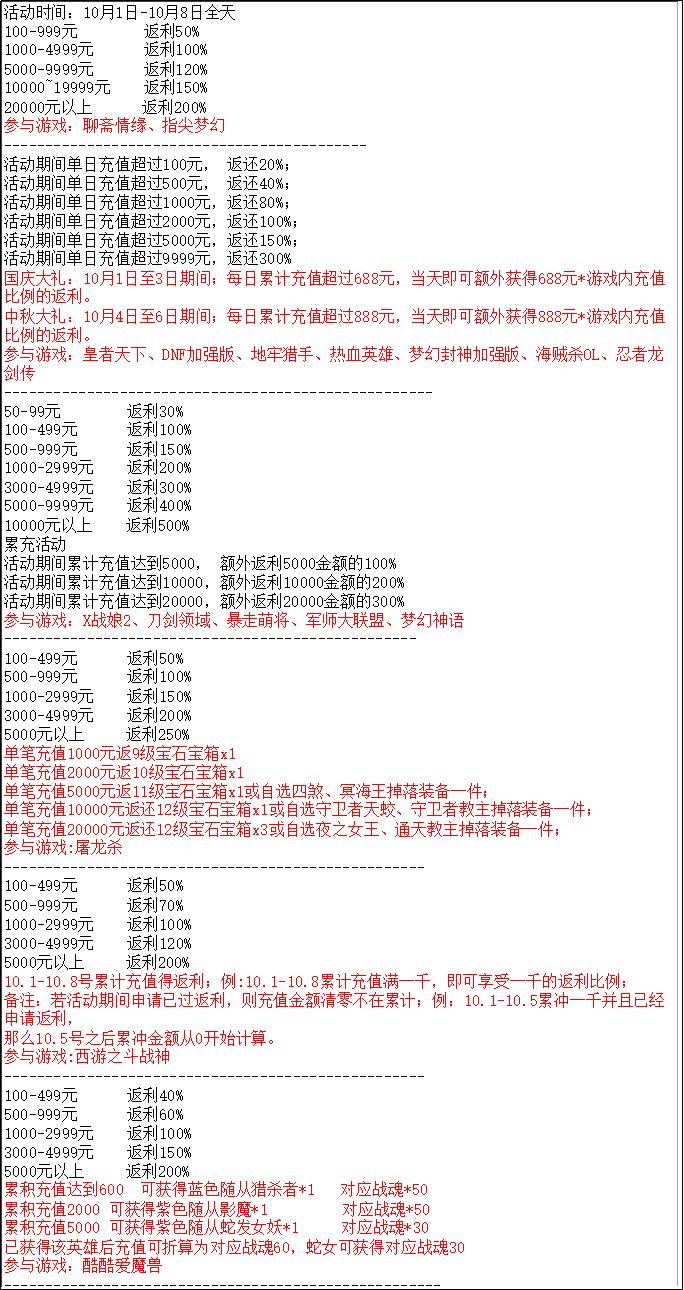 活动时间：10月1日-10月8日全天
100-999元 返利50%
1000-4999元 返利100%
5000-9999元 返利120%
10000~19999元 返利150%
20000元以上 返利200%
参与游戏：聊斋情缘、指尖梦幻
--------------------------------------------
活动期间单日充值超过100元， 返还20%；
活动期间单日充值超过500元， 返还40%；
活动期间单日充值超过1000元，返还80%；
活动期间单日充值超过2000元，返还100%；
活动期间单日充值超过5000元，返还150%；
活动期间单日充值超过9999元，返还300%
国庆大礼：10月1日至3日期间；每日累计充值超过688元，当天即可额外获得688元*游戏内充值
比例的返利。
中秋大礼：10月4日至6日期间；每日累计充值超过888元，当天即可额外获得888元*游戏内充值
比例的返利。
参与游戏：皇者天下、DNF加强版、地牢猎手、热血英雄、梦幻封神加强版、海贼杀OL、忍者龙
剑传
----------------------------------------------------
50-99元 返利30%
100-499元 返利100%
500-999元 返利150%
1000-2999元 返利200%
3000-4999元 返利300%
5000-9999元 返利400%
10000元以上 返利500%
累充活动
活动期间累计充值达到5000， 额外返利5000金额的100%
活动期间累计充值达到10000，额外返利10000金额的200%
活动期间累计充值达到20000，额外返利20000金额的300%
参与游戏：X战娘2、刀剑领域、暴走萌将、军师大联盟、梦幻神语
--------------------------------------------------
100-499元 返利50%
500-999元 返利100%
1000-2999元 返利150%
3000-4999元 返利200%
5000元以上 返利250%
单笔充值1000元返9级宝石宝箱x1
单笔充值2000元返10级宝石宝箱x1
单笔充值5000元返11级宝石宝箱x1或自选四煞、冥海王掉落装备一件；
单笔充值10000元返还12级宝石宝箱x1或自选守卫者天蛟、守卫者教主掉落装备一件；
单笔充值20000元返还12级宝石宝箱x3或自选夜之女王、通天教主掉落装备一件；
参与游戏:屠龙杀
---------------------------------------------------
100-499元 返利50%
500-999元 返利70%
1000-2999元 返利100%
3000-4999元 返利120%
5000元以上 返利200%
10.1-10.8号累计充值得返利；例:10.1-10.8累计充值满一千，即可享受一千的返利比例；
备注：若活动期间申请已过返利，则充值金额清零不在累计；例：10.1-10.5累冲一千并且已经
申请返利，
那么10.5号之后累冲金额从0开始计算。
参与游戏:西游之斗战神
---------------------------------------------------
100-499元 返利40%
500-999元 返利60%
1000-2999元 返利100%
3000-4999元 返利150%
5000元以上 返利200%
累积充值达到600 可获得蓝色随从猎杀者*1 对应战魂*50
累积充值2000 可获得紫色随从影魔*1 对应战魂*50
累积充值5000 可获得紫色随从蛇发女妖*1 对应战魂*30
已获得该英雄后充值可折算为对应战魂60，蛇女可获得对应战魂30
参与游戏：酷酷爱魔兽
-----------------------------------------------------